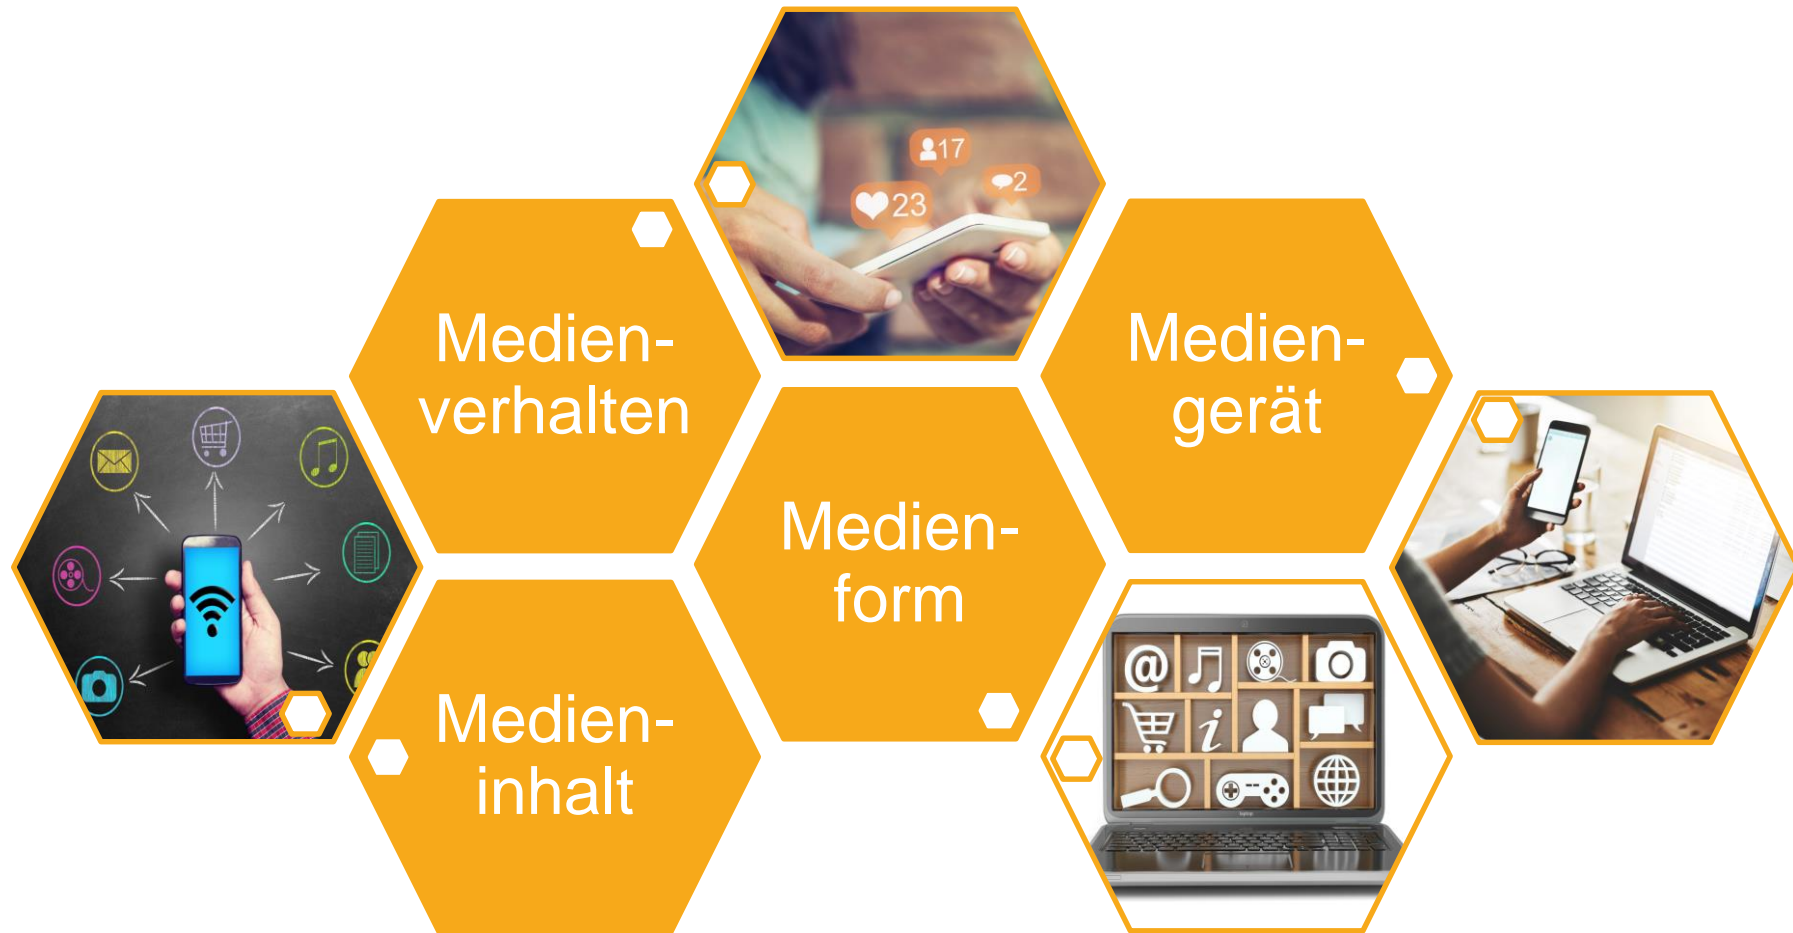 17
2
23
Medien-
verhalten
Medien-
gerät
Medien-
form
Medien-
inhalt
@
i